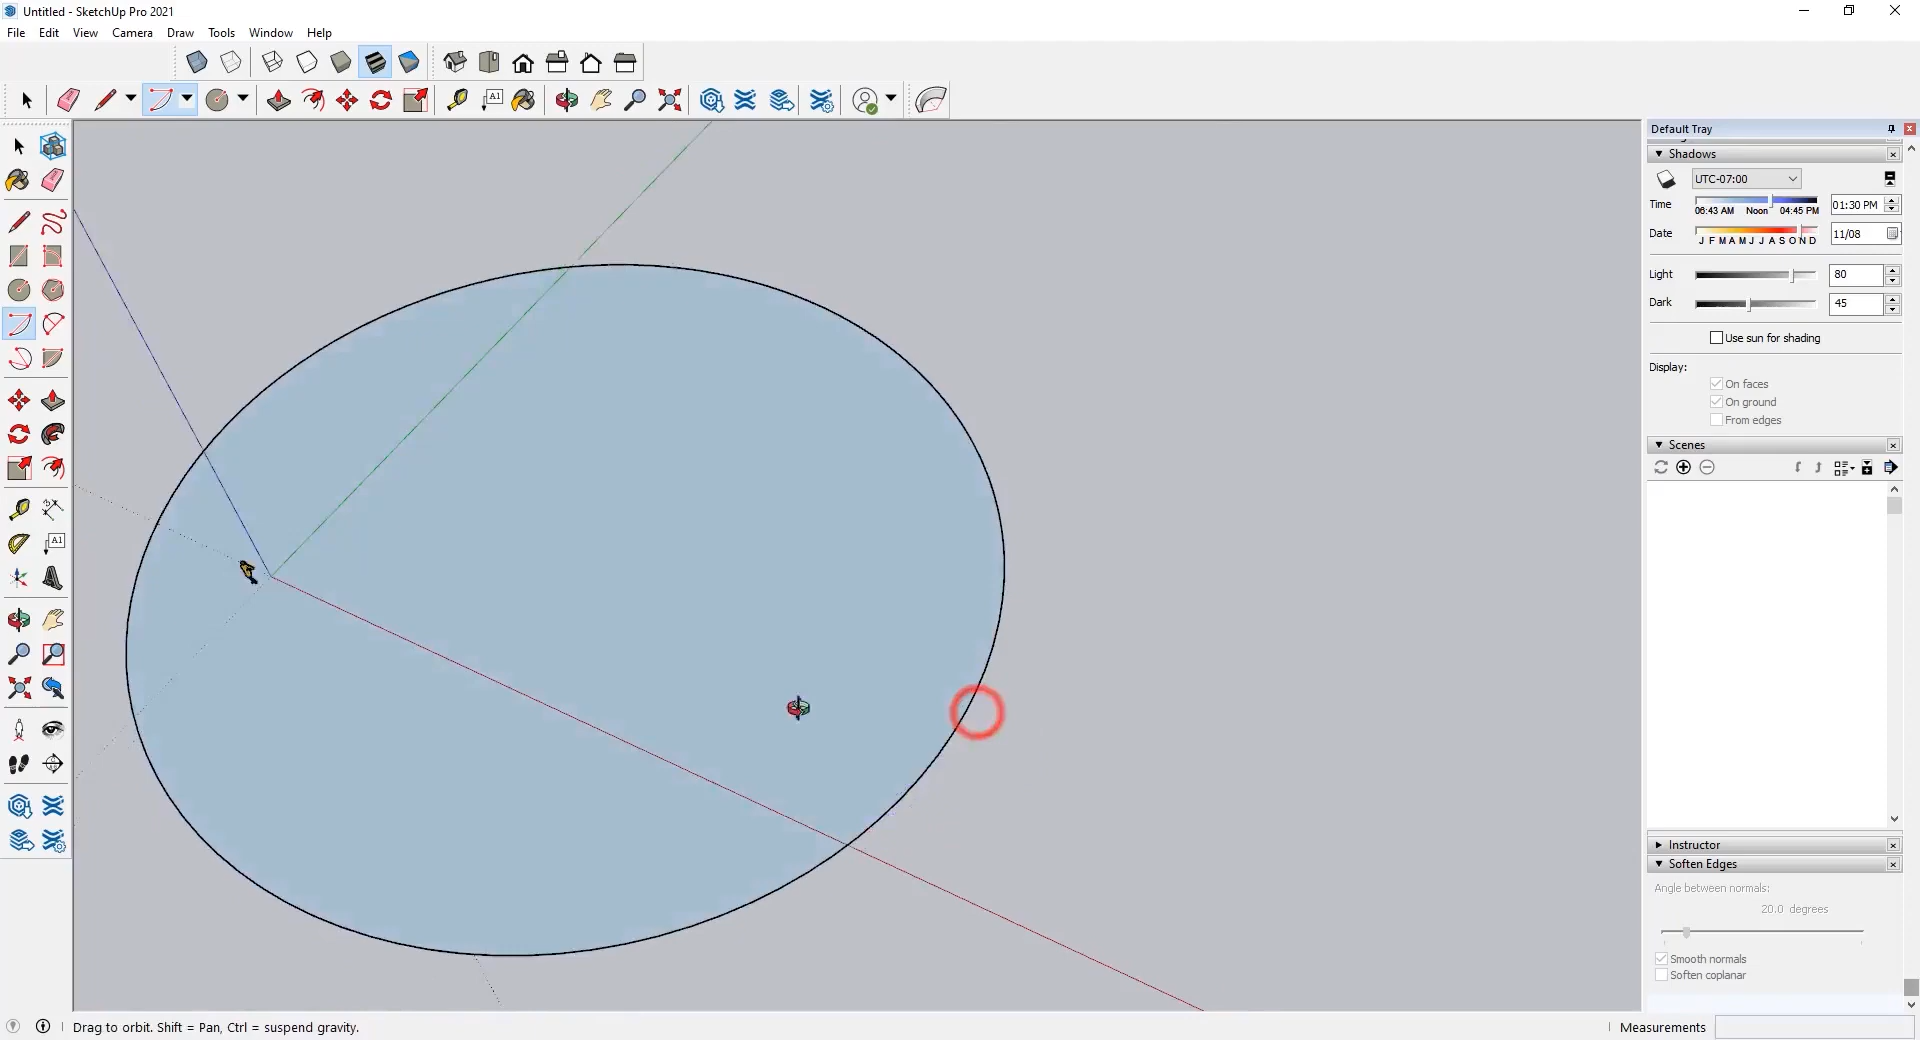 Untitled - SketchUp Pro 2021
File Edit View Camera Draw Tools Window Help
A1
Default Tray
Shadows
UTC-07:00
Time
06:43 AM Noon 04:45 PM
01:30 PM
Date
J F M A M J J A S O N D
11/08
Light
80
Dark
45
Use sun for shading
Display:
On faces
On ground
From edges
Scenes
A1
Instructor
Soften Edges
Angle between normals:
20.0 degrees
Smooth normals
Soften coplanar
Drag to orbit. Shift = Pan, Ctrl = suspend gravity.
Measurements